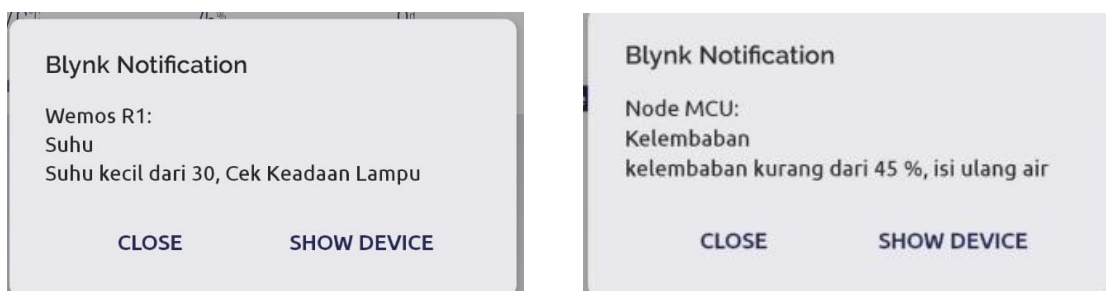 Blynk Notification
Wemos R1:
Suhu
Suhu kecil dari 30, Cek Keadaan Lampu
CLOSE SHOW DEVICE
Blynk Notification
Node MCU:
Kelembaban
kelembaban kurang dari 45 %, isi ulang air
CLOSE SHOW DEVICE